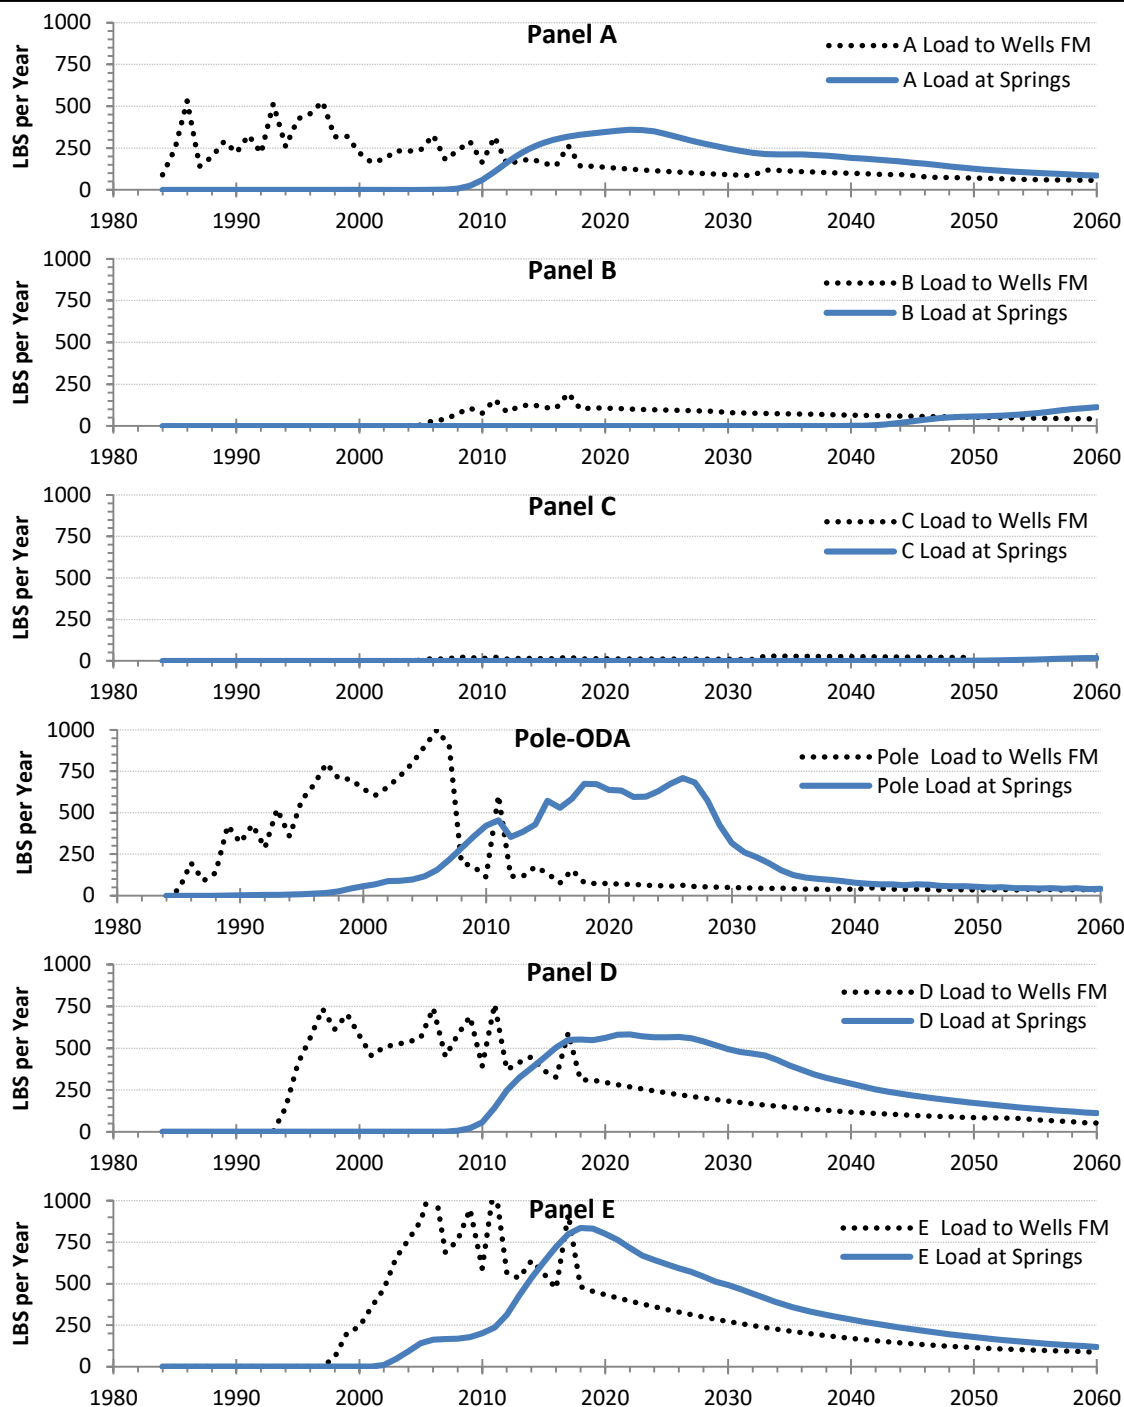 Panel A
A Load to Wells FM
A Load at Springs
LBS per Year
1000
750
500
250
0
1980 1990 2000 2010 2020 2030 2040 2050 2060
Panel B
B Load to Wells FM
B Load at Springs
LBS per Year
1000
750
500
250
0
1980 1990 2000 2010 2020 2030 2040 2050 2060
Panel C
C Load to Wells FM
C Load at Springs
LBS per Year
1000
750
500
250
0
1980 1990 2000 2010 2020 2030 2040 2050 2060
Pole-ODA
Pole Load to Wells FM
Pole Load at Springs
LBS per Year
1000
750
500
250
0
1980 1990 2000 2010 2020 2030 2040 2050 2060
Panel D
D Load to Wells FM
D Load at Springs
LBS per Year
1000
750
500
250
0
1980 1990 2000 2010 2020 2030 2040 2050 2060
Panel E
E Load to Wells FM
E Load at Springs
LBS per Year
1000
750
500
250
0
1980 1990 2000 2010 2020 2030 2040 2050 2060